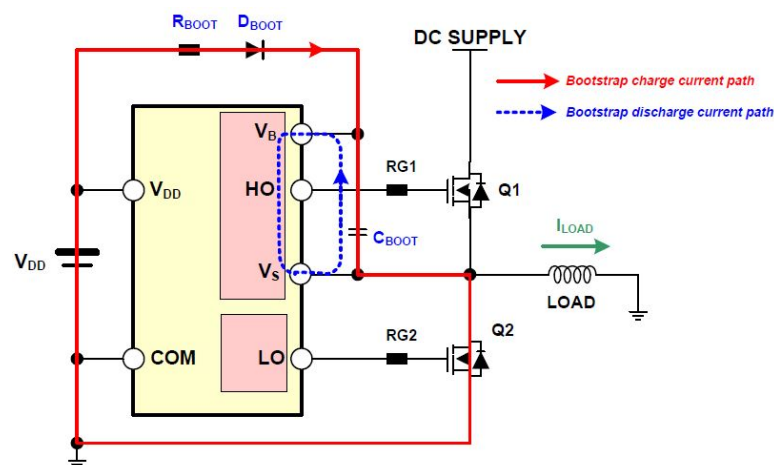 RBOOT DBOOT
DC SUPPLY
Bootstrap charge current path
Bootstrap discharge current path
VB
RG1
VDD
HO
Q1
ILOAD
CBOOT
VDD
VS
LOAD
RG2
Q2
COM
LO